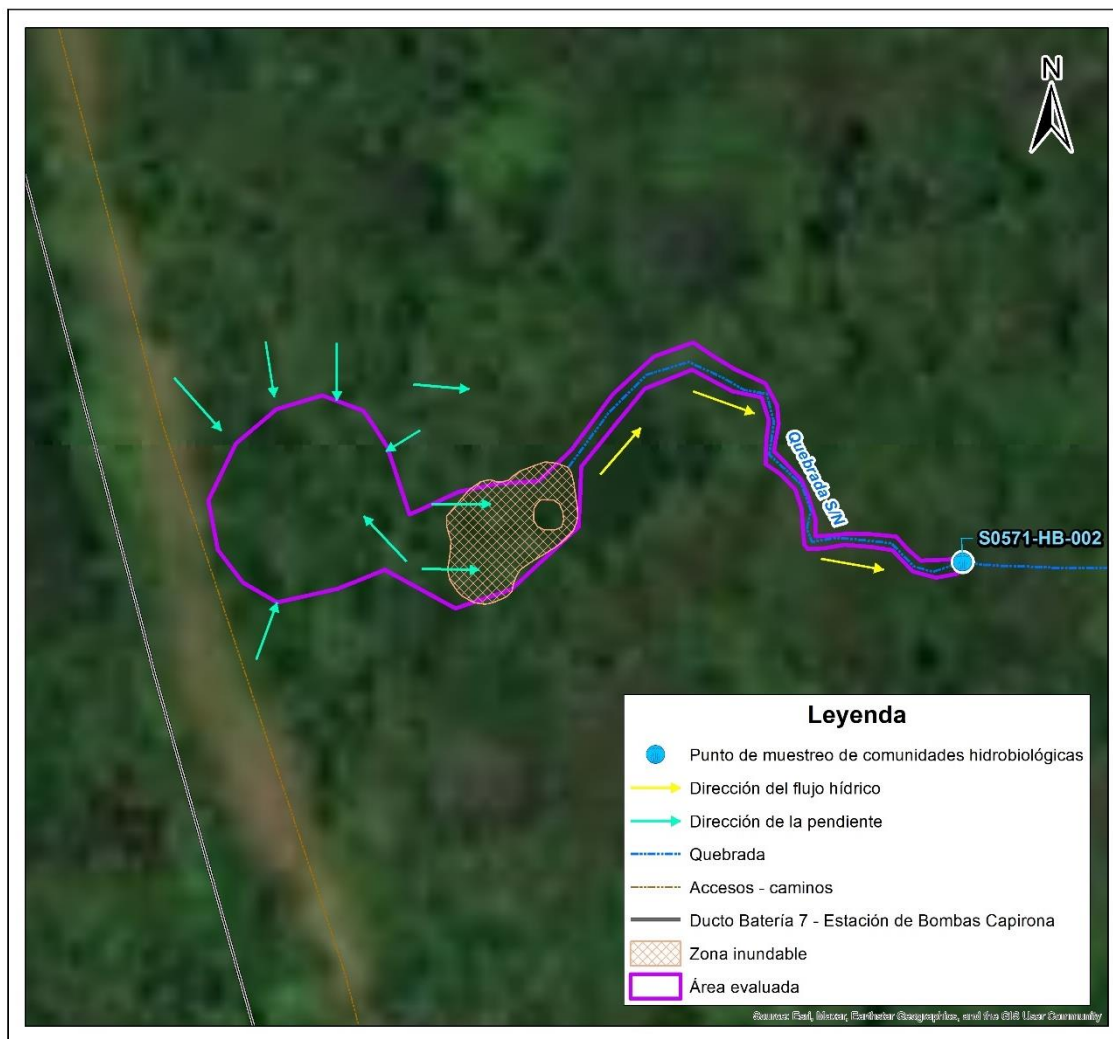 N
Quebrada S/N
S0571-HB-002
Leyenda
Punto de muestreo de comunidades hidrobiológicas
Dirección del flujo hídrico
Dirección de la pendiente
Quebrada
Accesos - caminos
Ducto Batería 7 - Estación de Bombas Capirona
Zona inundable
Área evaluada
Source: Esri, Maxar, Earthstar Geographics, and the GIS User Community